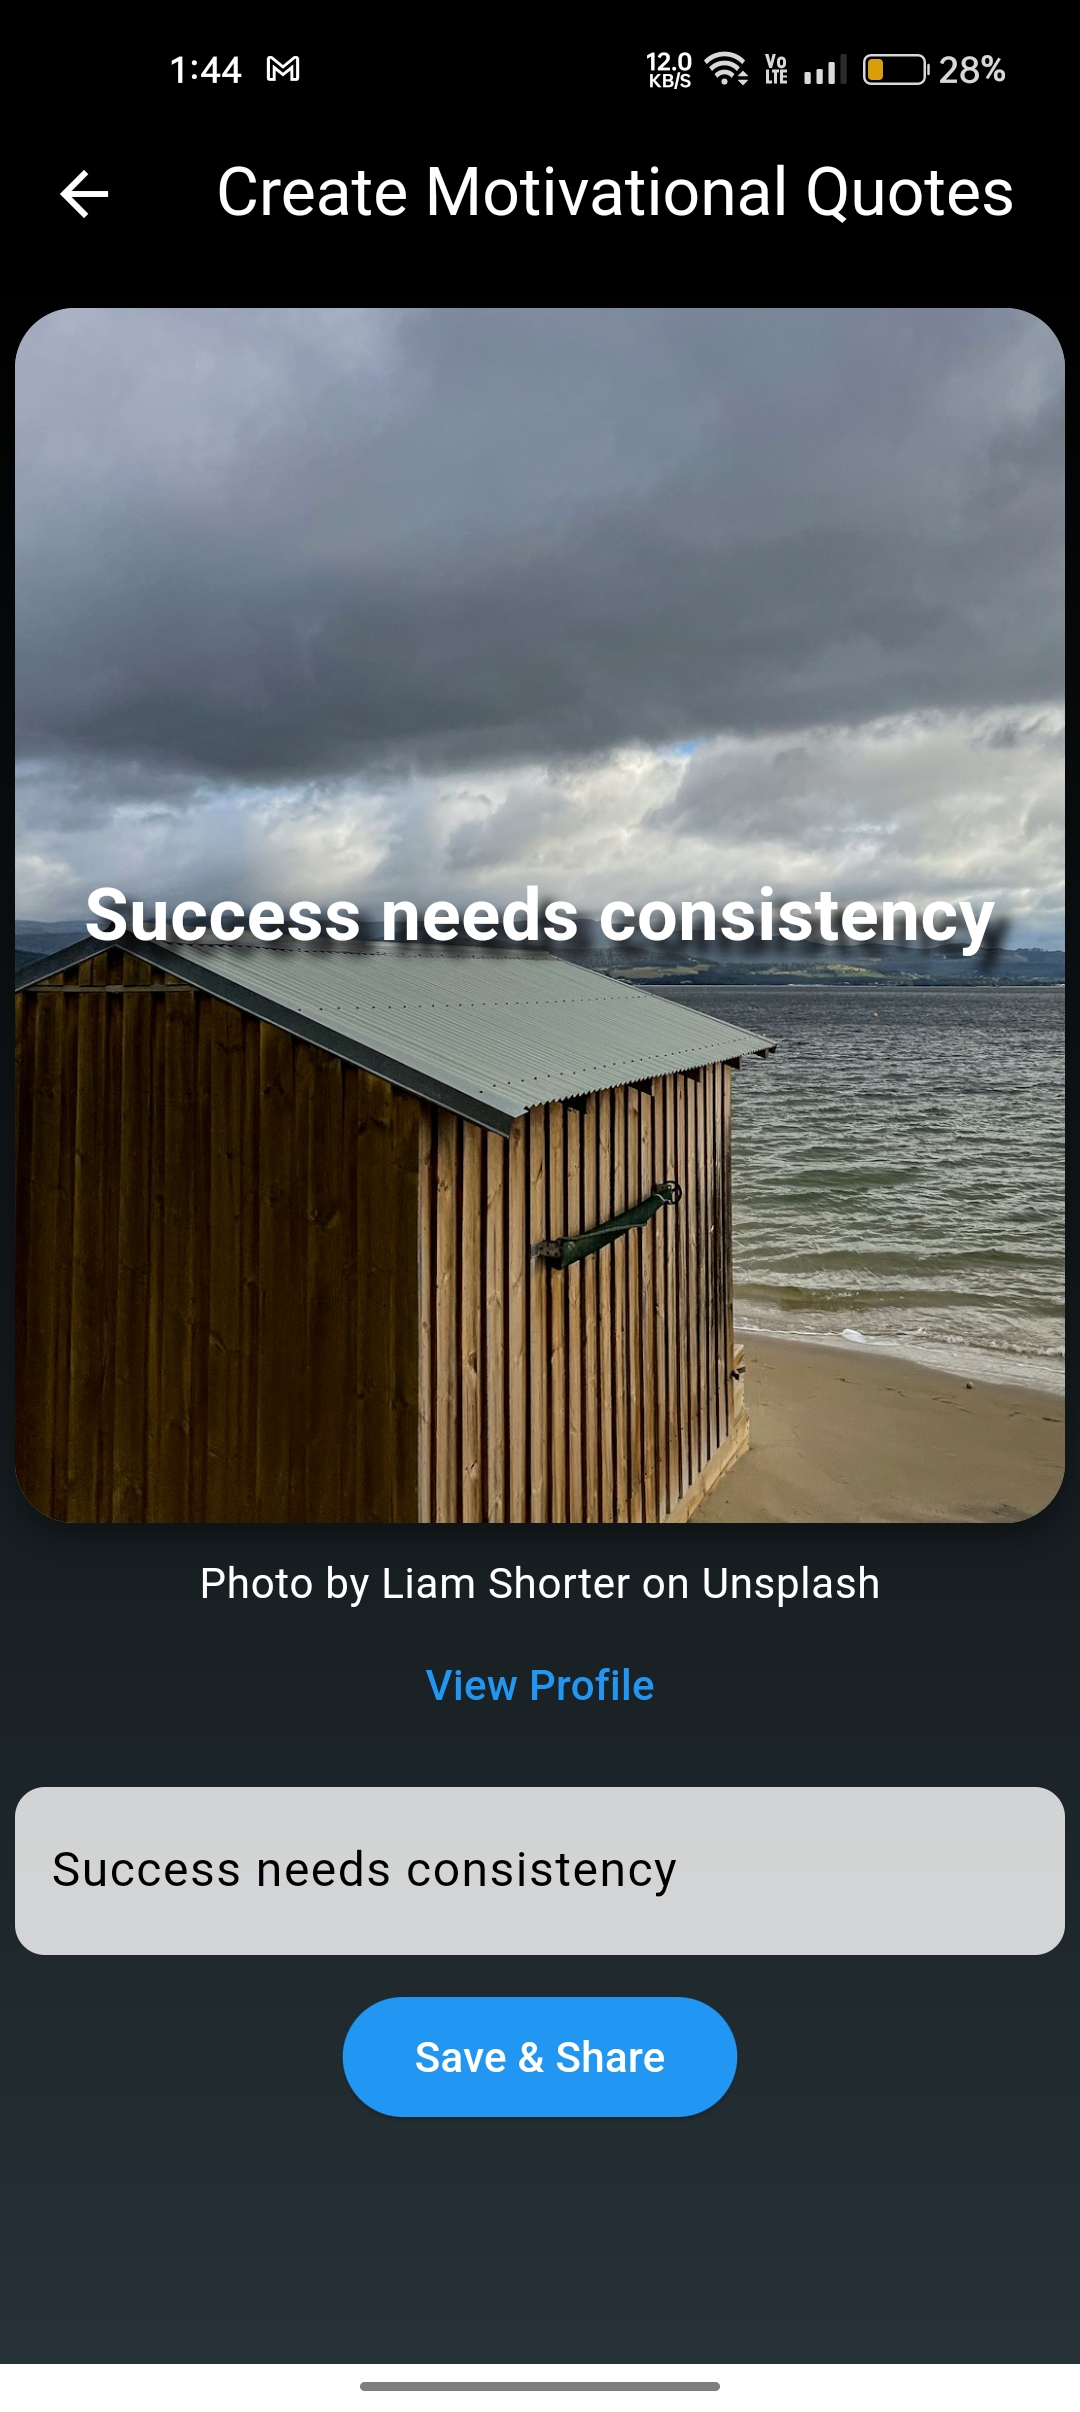 1:44
12.0
KB/S
Vo
LTE
28%
Create Motivational Quotes
Success needs consistency
Photo by Liam Shorter on Unsplash
View Profile
Success needs consistency
Save & Share